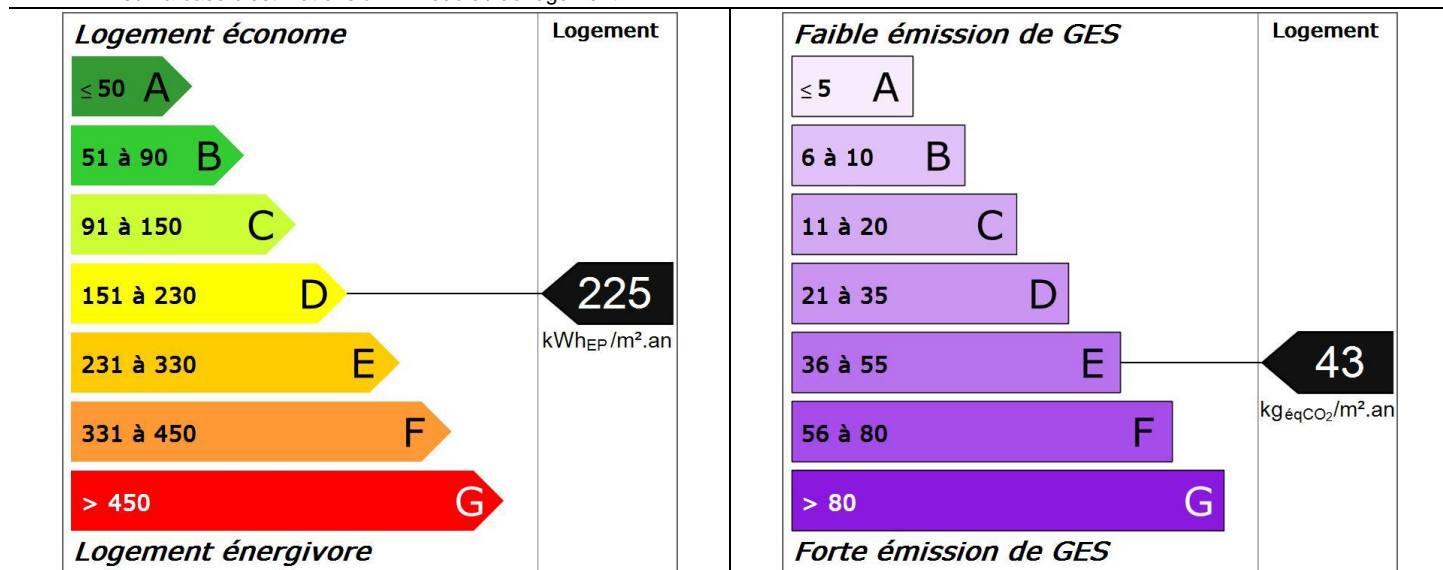 Logement économe Logement
≤ 50 A
51 à 90 B
91 à 150 C
151 à 230 D 225
kWhEP/m².an
231 à 330 E
331 à 450 F
> 450 G
Logement énergivore
Faible émission de GES Logement
≤ 5 A
6 à 10 B
11 à 20 C
21 à 35 D
36 à 55 E 43
kgéqCO₂/m².an
56 à 80 F
> 80 G
Forte émission de GES